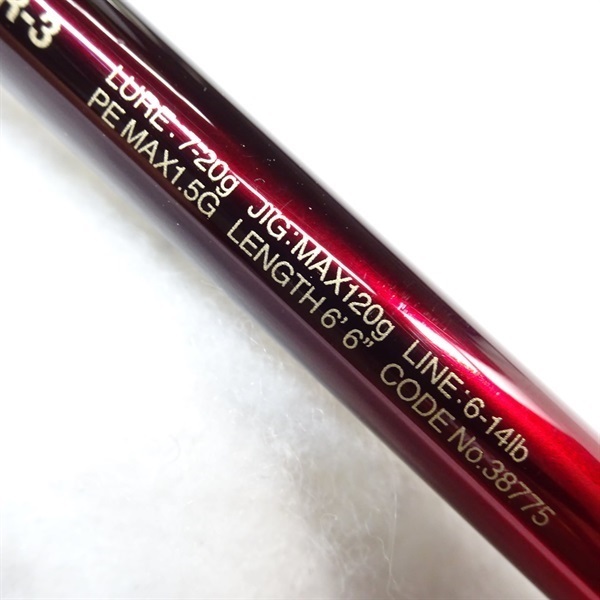 R-3
LURE: 7-20g JIG:MAX120g LINE:6-14lb
PE MAX1.5G LENGTH 6' 6" CODE No.38775